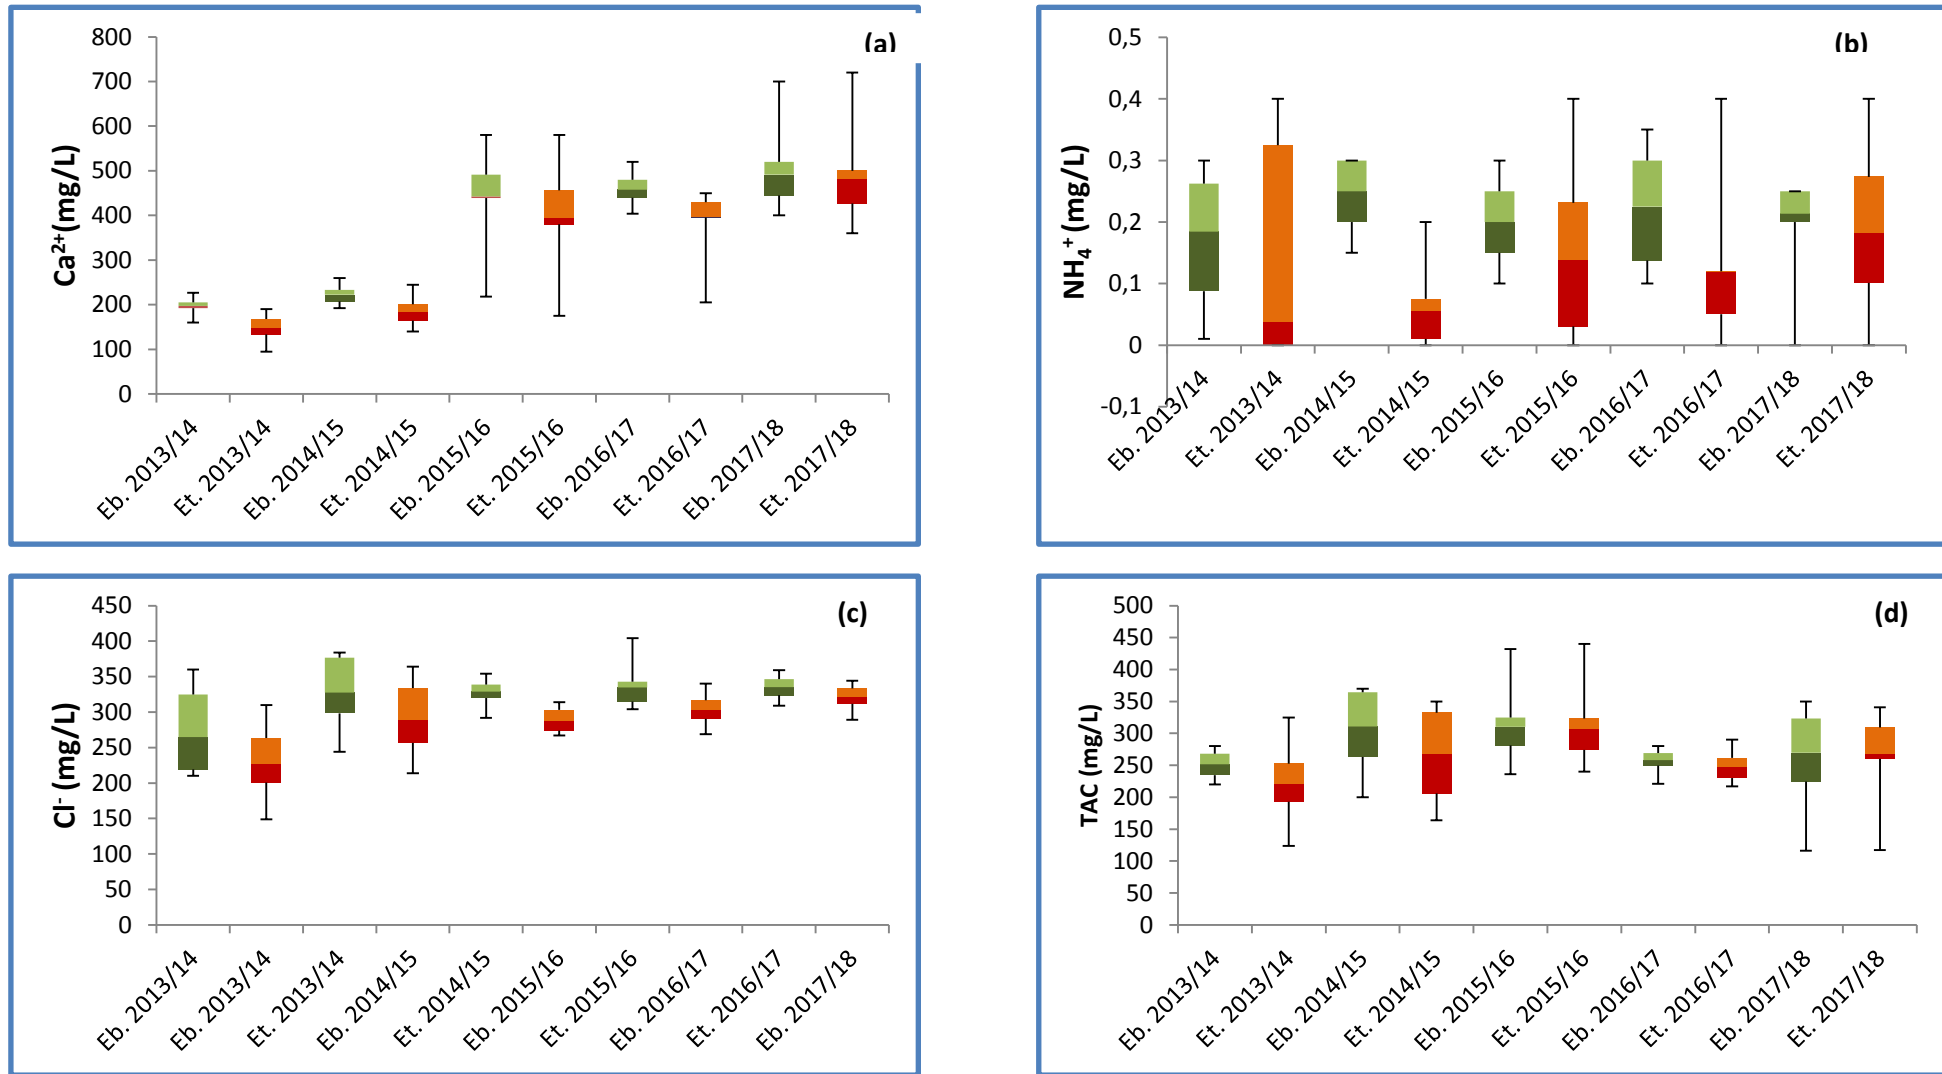 (a)
800
700
600
500
400
300
200
100
0
Ca²⁺(mg/L)
Eb. 2013/14
Et. 2013/14
Eb. 2014/15
Et. 2014/15
Eb. 2015/16
Et. 2015/16
Eb. 2016/17
Et. 2016/17
Eb. 2017/18
Et. 2017/18
(b)
0,5
0,4
0,3
0,2
0,1
0
-0,1
NH₄⁺ (mg/L)
Eb. 2013/14
Et. 2013/14
Eb. 2014/15
Et. 2014/15
Eb. 2015/16
Et. 2015/16
Eb. 2016/17
Et. 2016/17
Eb. 2017/18
Et. 2017/18
(c)
450
400
350
300
250
200
150
100
50
0
Cl⁻ (mg/L)
Eb. 2013/14
Eb. 2013/14
Et. 2013/14
Eb. 2014/15
Et. 2014/15
Eb. 2015/16
Et. 2015/16
Eb. 2016/17
Et. 2016/17
Eb. 2017/18
(d)
500
450
400
350
300
250
200
150
100
50
0
TAC (mg/L)
Eb. 2013/14
Et. 2013/14
Eb. 2014/15
Et. 2014/15
Eb. 2015/16
Et. 2015/16
Eb. 2016/17
Et. 2016/17
Eb. 2017/18
Et. 2017/18